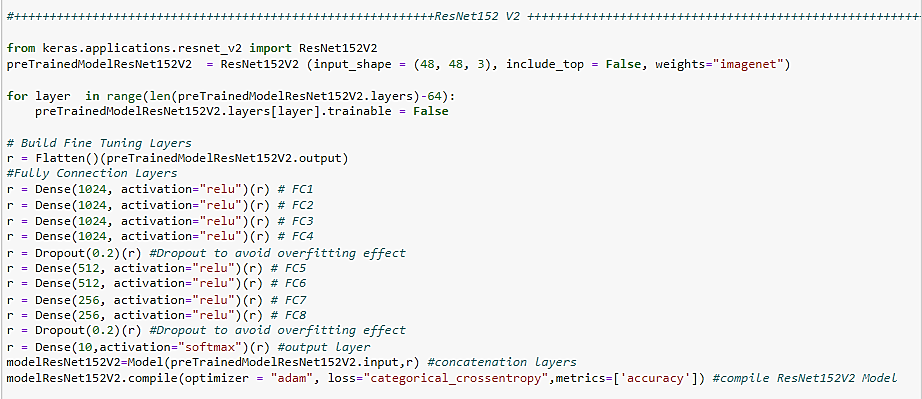 #+++++++++++++++++++++++++++++++++++++++++++++++++++++++++++ResNet152 V2 ++++++++++++++++++++++++++++++++++++++++++++++++++++++++
from keras.applications.resnet_v2 import ResNet152V2
preTrainedModelResNet152V2  = ResNet152V2 (input_shape = (48, 48, 3), include_top = False, weights="imagenet")
for layer  in range(len(preTrainedModelResNet152V2.layers)-64):
    preTrainedModelResNet152V2.layers[layer].trainable = False
# Build Fine Tuning Layers
r = Flatten()(preTrainedModelResNet152V2.output)
#Fully Connection Layers
r = Dense(1024, activation="relu")(r) # FC1
r = Dense(1024, activation="relu")(r) # FC2
r = Dense(1024, activation="relu")(r) # FC3
r = Dense(1024, activation="relu")(r) # FC4
r = Dropout(0.2)(r) #Dropout to avoid overfitting effect
r = Dense(512, activation="relu")(r) # FC5
r = Dense(512, activation="relu")(r) # FC6
r = Dense(256, activation="relu")(r) # FC7
r = Dense(256, activation="relu")(r) # FC8
r = Dropout(0.2)(r) #Dropout to avoid overfitting effect
r = Dense(10,activation="softmax")(r) #output layer
modelResNet152V2=Model(preTrainedModelResNet152V2.input,r) #concatenation layers
modelResNet152V2.compile(optimizer = "adam", loss="categorical_crossentropy",metrics=['accuracy']) #compile ResNet152V2 Model